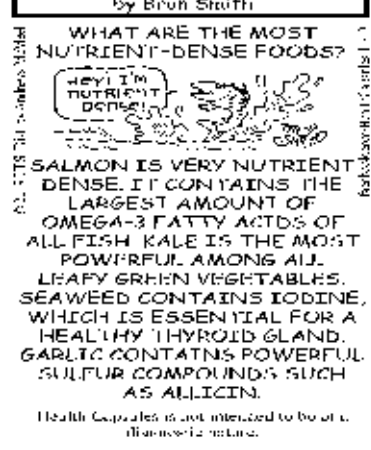 by Bron Smith
WHAT ARE THE MOST
NUTRIENT-DENSE FOODS?
HEY! I'M
NUTRIENT
DENSE!
SALMON IS VERY NUTRIENT
DENSE. IT CONTAINS THE
LARGEST AMOUNT OF
OMEGA-3 FATTY ACIDS OF
ALL FISH. KALE IS THE MOST
POWERFUL AMONG ALL
LEAFY GREEN VEGETABLES.
SEAWEED CONTAINS IODINE,
WHICH IS ESSENTIAL FOR A
HEALTHY THYROID GLAND.
GARLIC CONTAINS POWERFUL
SULFUR COMPOUNDS SUCH
AS ALLICIN.
Health Capsules is not intended to be of a
diagnostic nature.